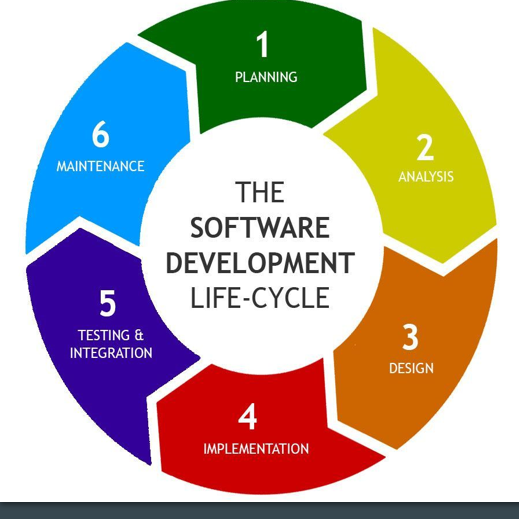 1
PLANNING
2
ANALYSIS
3
DESIGN
4
IMPLEMENTATION
5
TESTING &
INTEGRATION
6
MAINTENANCE
THE
SOFTWARE
DEVELOPMENT
LIFE-CYCLE